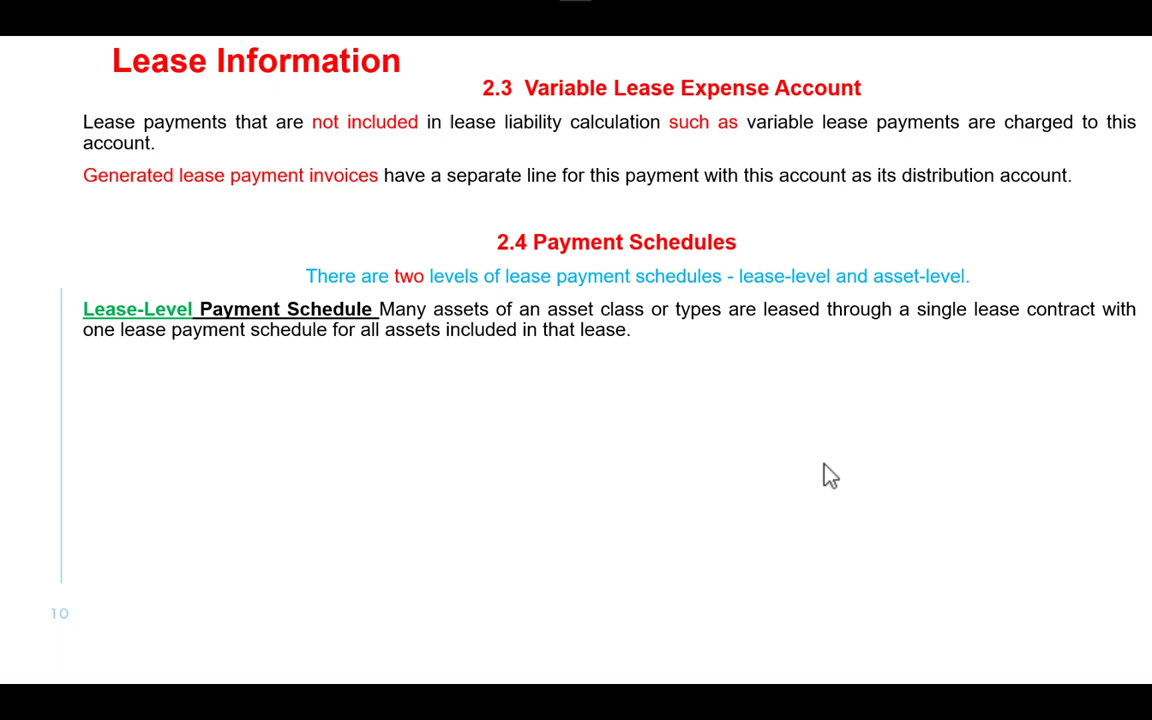 Lease Information
2.3 Variable Lease Expense Account
Lease payments that are not included in lease liability calculation such as variable lease payments are charged to this
account.
Generated lease payment invoices have a separate line for this payment with this account as its distribution account.
2.4 Payment Schedules
There are two levels of lease payment schedules - lease-level and asset-level.
Lease-Level Payment Schedule Many assets of an asset class or types are leased through a single lease contract with
one lease payment schedule for all assets included in that lease.
10